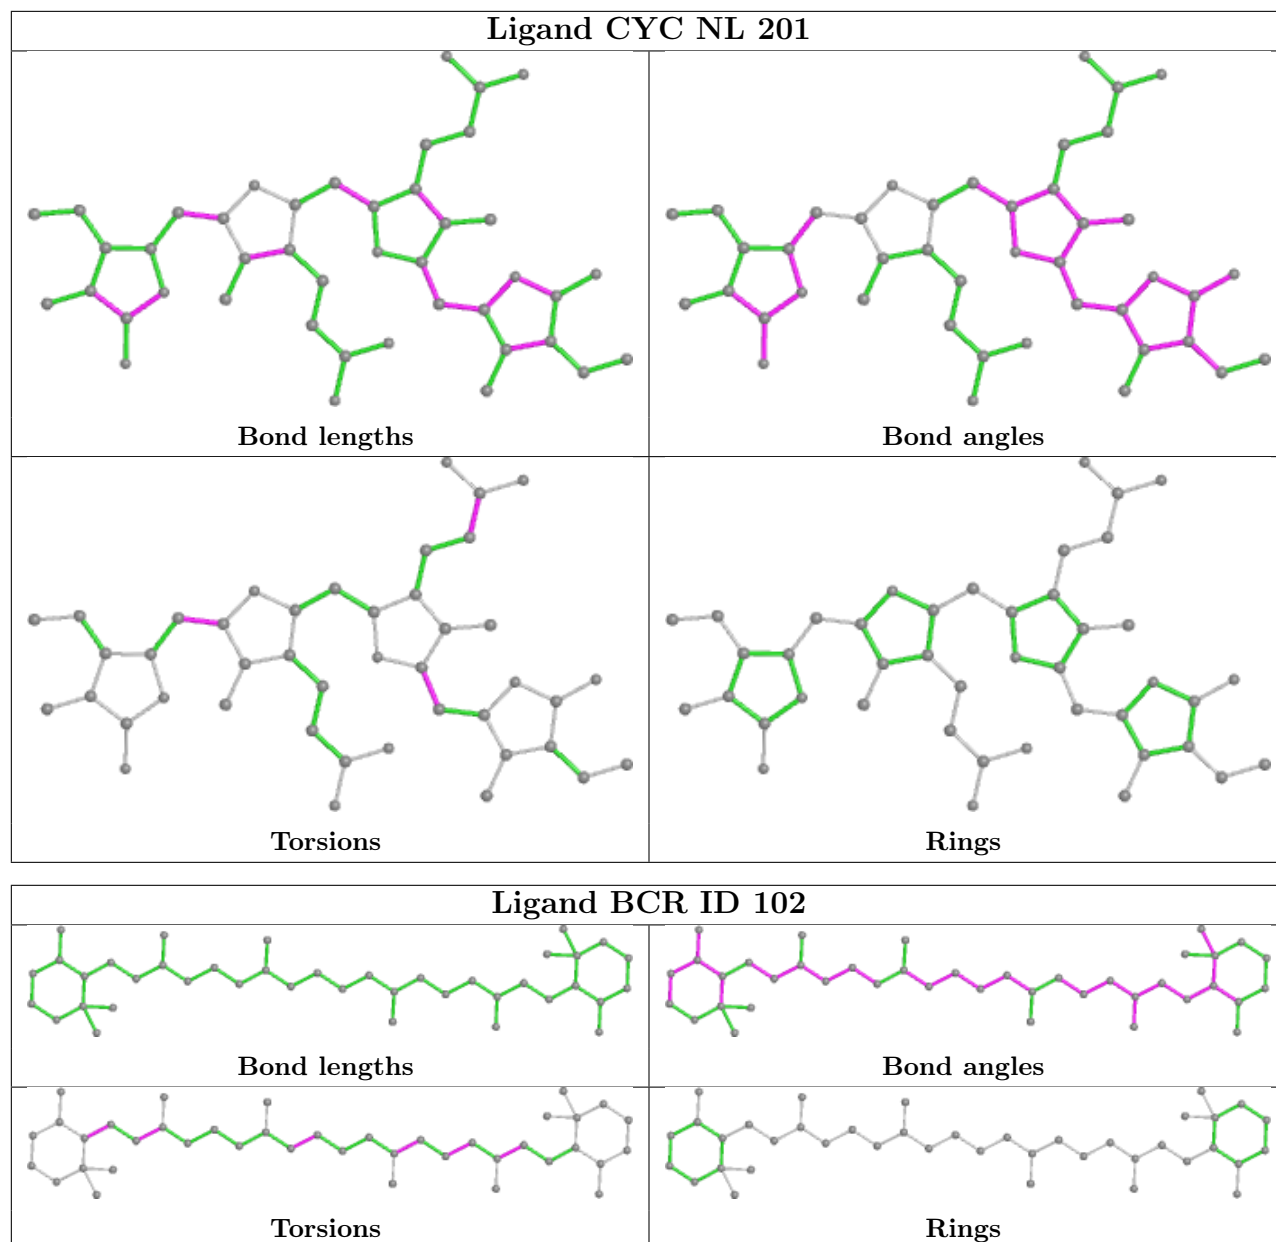 Ligand CYC NL 201
Bond lengths
Bond angles
Torsions
Rings
Ligand BCR ID 102
Bond lengths
Bond angles
Torsions
Rings